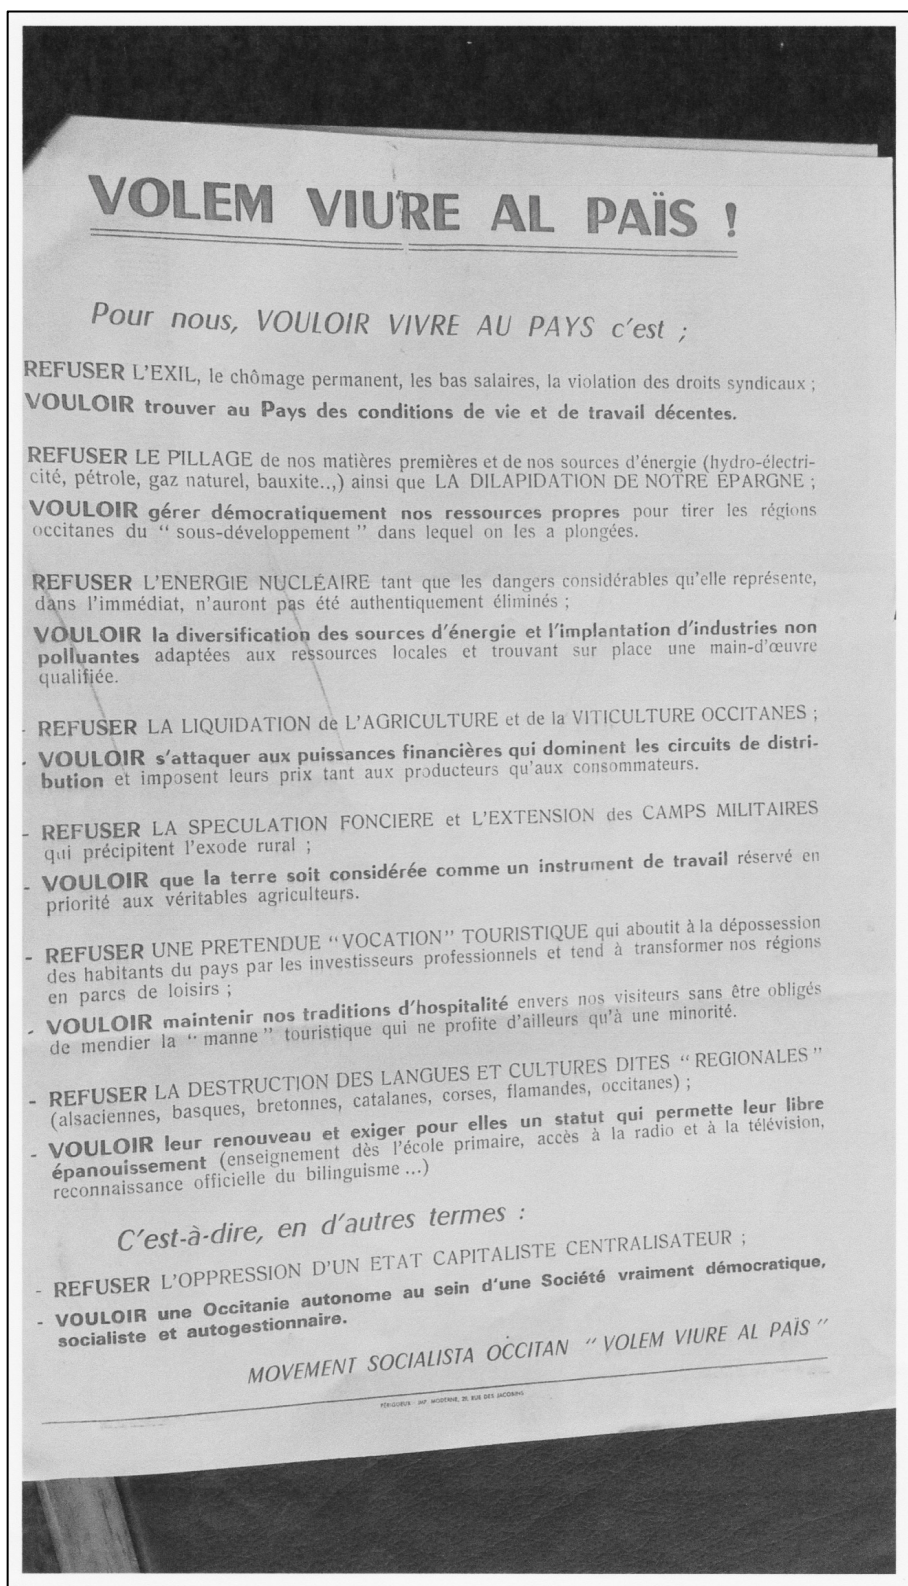 VOLEM VIURE AL PAÏS !
Pour nous, VOULOIR VIVRE AU PAYS c'est ;
REFUSER L'EXIL, le chômage permanent, les bas salaires, la violation des droits syndicaux ;
VOULOIR trouver au Pays des conditions de vie et de travail décentes.
REFUSER LE PILLAGE de nos matières premières et de nos sources d'énergie (hydro-électri-
cité, pétrole, gaz naturel, bauxite..,) ainsi que LA DILAPIDATION DE NOTRE ÉPARGNE ;
VOULOIR gérer démocratiquement nos ressources propres pour tirer les régions
occitanes du " sous-développement " dans lequel on les a plongées.
REFUSER L'ENERGIE NUCLÉAIRE tant que les dangers considérables qu'elle représente,
dans l'immédiat, n'auront pas été authentiquement éliminés ;
VOULOIR la diversification des sources d'énergie et l'implantation d'industries non
polluantes adaptées aux ressources locales et trouvant sur place une main-d'œuvre
qualifiée.
- REFUSER LA LIQUIDATION de L'AGRICULTURE et de la VITICULTURE OCCITANES ;
- VOULOIR s'attaquer aux puissances financières qui dominent les circuits de distri-
bution et imposent leurs prix tant aux producteurs qu'aux consommateurs.
- REFUSER LA SPECULATION FONCIERE et L'EXTENSION des CAMPS MILITAIRES
qui précipitent l'exode rural ;
- VOULOIR que la terre soit considérée comme un instrument de travail réservé en
priorité aux véritables agriculteurs.
- REFUSER UNE PRETENDUE "VOCATION" TOURISTIQUE qui aboutit à la dépossession
des habitants du pays par les investisseurs professionnels et tend à transformer nos régions
en parcs de loisirs ;
- VOULOIR maintenir nos traditions d'hospitalité envers nos visiteurs sans être obligés
de mendier la " manne " touristique qui ne profite d'ailleurs qu'à une minorité.
- REFUSER LA DESTRUCTION DES LANGUES ET CULTURES DITES " REGIONALES "
(alsaciennes, basques, bretonnes, catalanes, corses, flamandes, occitanes) ;
- VOULOIR leur renouveau et exiger pour elles un statut qui permette leur libre
épanouissement (enseignement dès l'école primaire, accès à la radio et à la télévision,
reconnaissance officielle du bilinguisme ...)
C'est-à-dire, en d'autres termes :
- REFUSER L'OPPRESSION D'UN ETAT CAPITALISTE CENTRALISATEUR ;
- VOULOIR une Occitanie autonome au sein d'une Société vraiment démocratique,
socialiste et autogestionnaire.
MOVEMENT SOCIALISTA OCCITAN " VOLEM VIURE AL PAÏS "
PÉRIGUEUX - IMP. MODERNE, 29, RUE DES JACOBINS